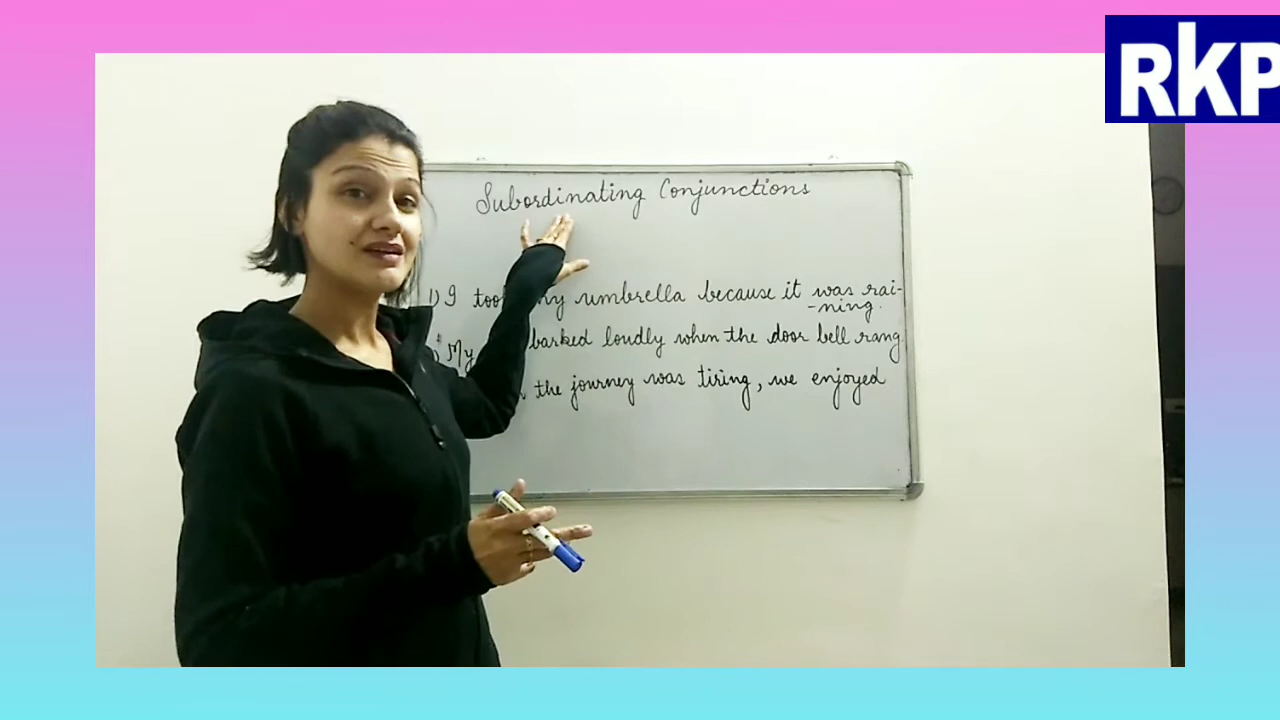 RKP
Subordinating Conjunctions
1) I my umbrella because it was rai-
-ning.
My barked loudly when the door bell rang
the journey was tiring, we enjoyed